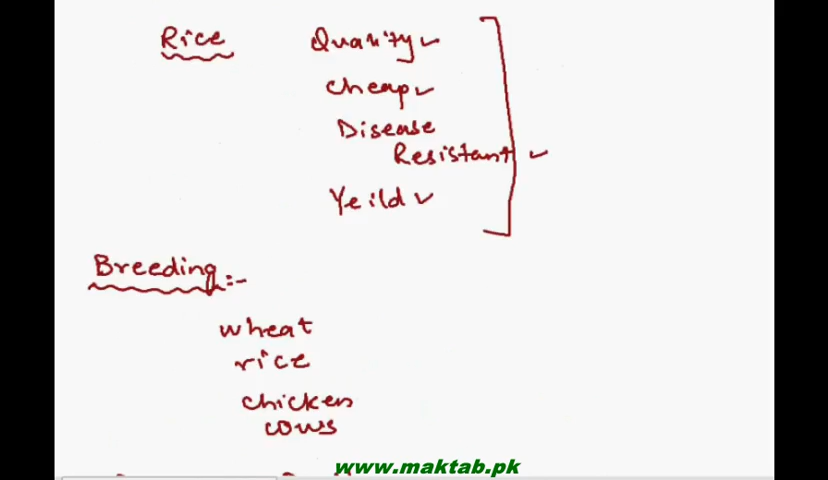 Rice Quality
Cheap
Disease
Resistant
Yeild
Breeding:-
wheat
rice
chicken
cows
www.maktab.pk